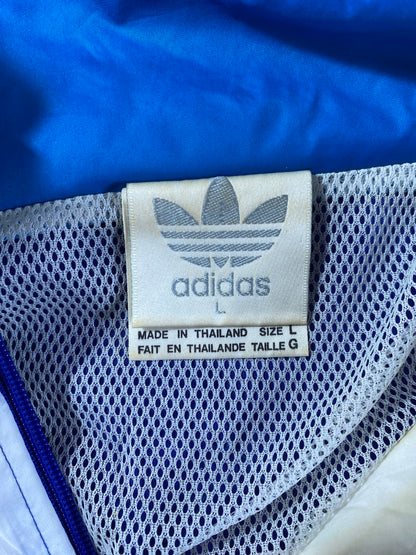 adidas
L
MADE IN THAILAND SIZE L
FAIT EN THAILANDE TAILLE G